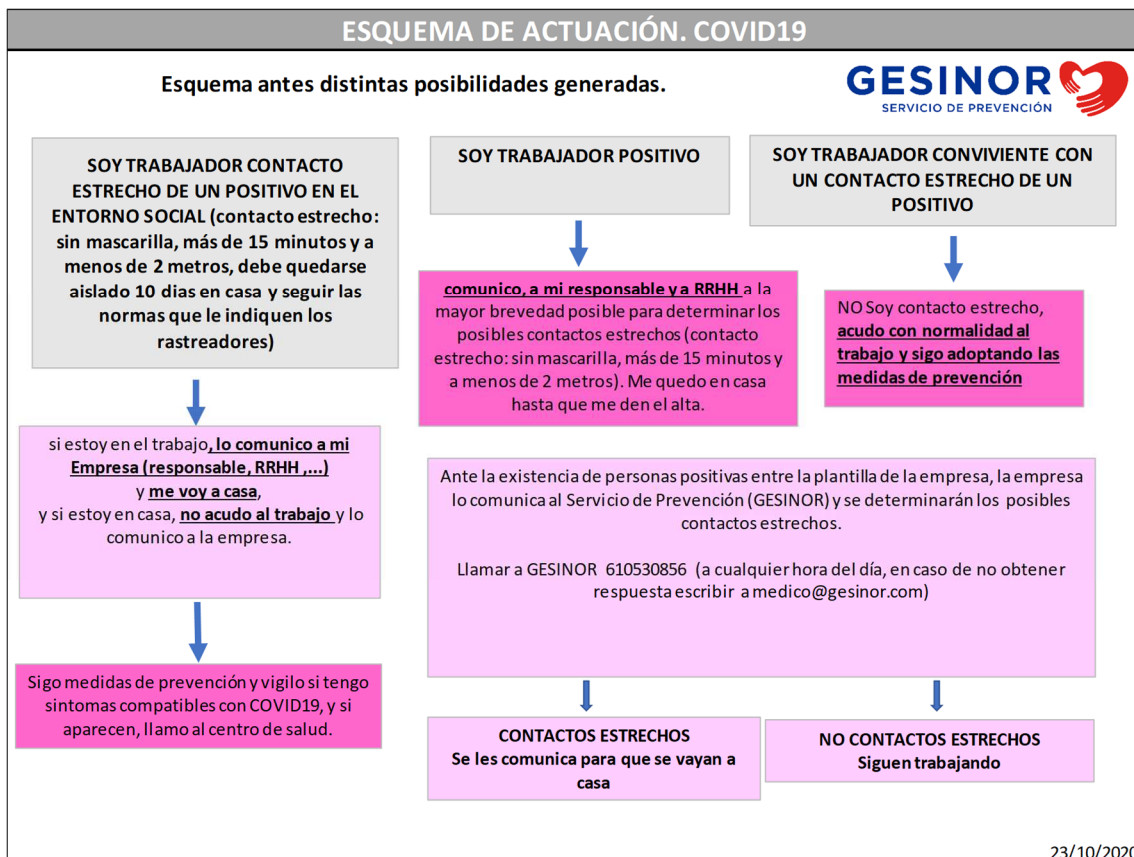 ESQUEMA DE ACTUACIÓN. COVID19
Esquema antes distintas posibilidades generadas.
GESINOR
SERVICIO DE PREVENCIÓN
SOY TRABAJADOR CONTACTO
ESTRECHO DE UN POSITIVO EN EL
ENTORNO SOCIAL (contacto estrecho:
sin mascarilla, más de 15 minutos y a
menos de 2 metros, debe quedarse
aislado 10 dias en casa y seguir las
normas que le indiquen los
rastreadores)
si estoy en el trabajo, lo comunico a mi
Empresa (responsable, RRHH ,...)
y me voy a casa,
y si estoy en casa, no acudo al trabajo y lo
comunico a la empresa.
Sigo medidas de prevención y vigilo si tengo
sintomas compatibles con COVID19, y si
aparecen, llamo al centro de salud.
SOY TRABAJADOR POSITIVO
comunico, a mi responsable y a RRHH a la
mayor brevedad posible para determinar los
posibles contactos estrechos (contacto
estrecho: sin mascarilla, más de 15 minutos y
a menos de 2 metros). Me quedo en casa
hasta que me den el alta.
SOY TRABAJADOR CONVIVIENTE CON
UN CONTACTO ESTRECHO DE UN
POSITIVO
NO Soy contacto estrecho,
acudo con normalidad al
trabajo y sigo adoptando las
medidas de prevención
Ante la existencia de personas positivas entre la plantilla de la empresa, la empresa
lo comunica al Servicio de Prevención (GESINOR) y se determinarán los posibles
contactos estrechos.
Llamar a GESINOR 610530856 (a cualquier hora del día, en caso de no obtener
respuesta escribir a medico@gesinor.com)
CONTACTOS ESTRECHOS
Se les comunica para que se vayan a
casa
NO CONTACTOS ESTRECHOS
Siguen trabajando
23/10/2020